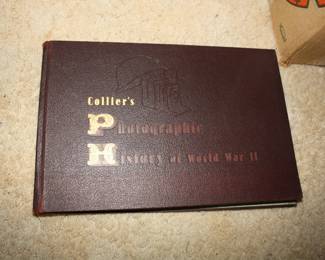 Collier's
Photographic
History of World War II